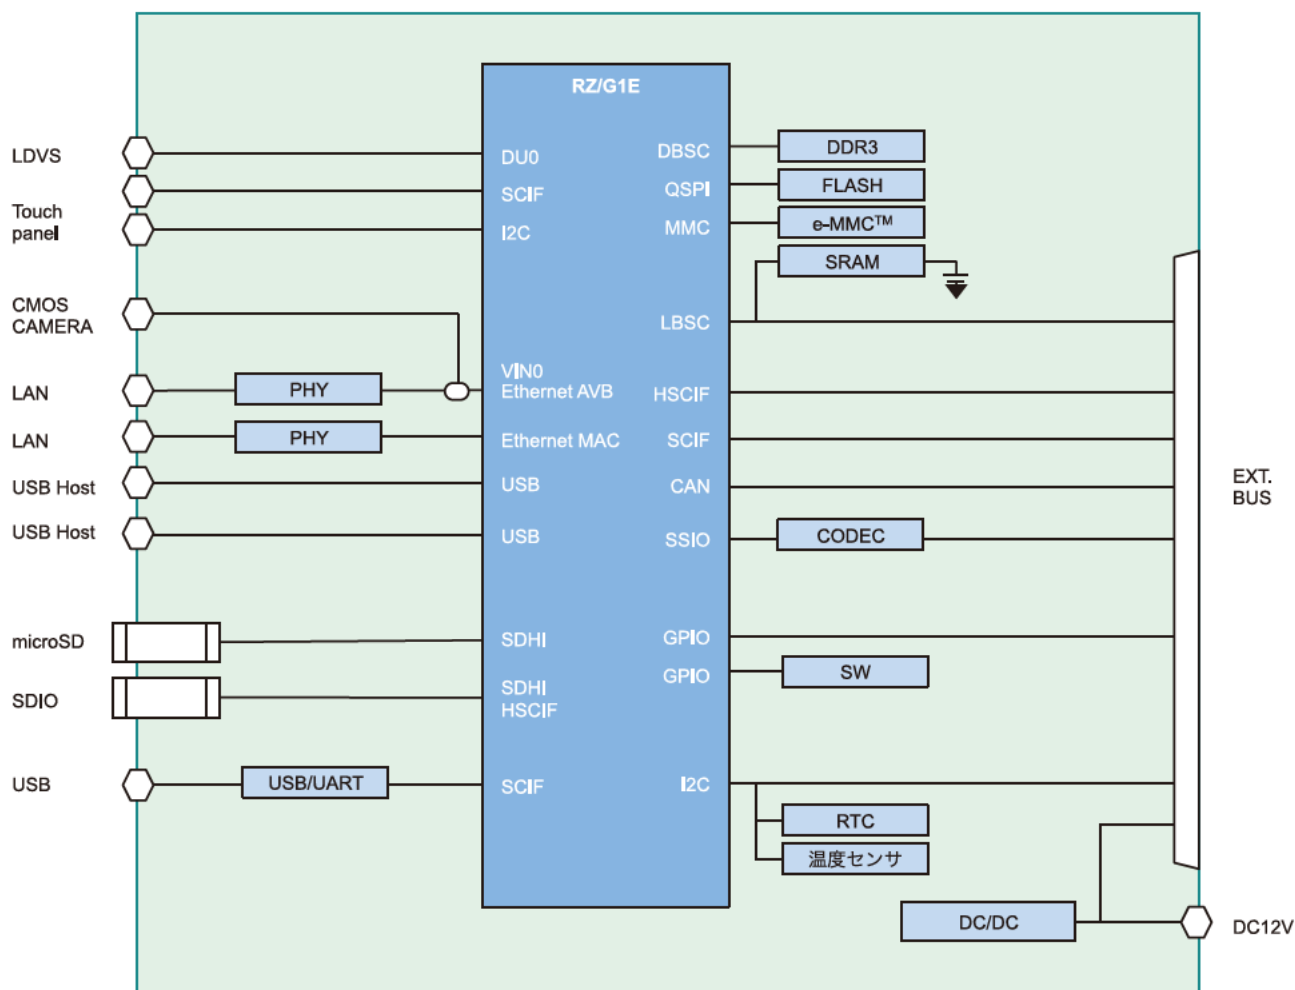 RZ/G1E
LDVS
Touch
panel
CMOS
CAMERA
LAN
LAN
USB Host
USB Host
microSD
SDIO
USB
PHY
PHY
USB/UART
DU0
SCIF
I2C
VIN0
Ethernet AVB
Ethernet MAC
USB
USB
SDHI
SDHI
HSCIF
SCIF
DBSC
QSPI
MMC
LBSC
HSCIF
SCIF
CAN
SSIO
GPIO
GPIO
I2C
DDR3
FLASH
e-MMC™
SRAM
CODEC
SW
RTC
温度センサ
DC/DC
EXT.
BUS
DC12V